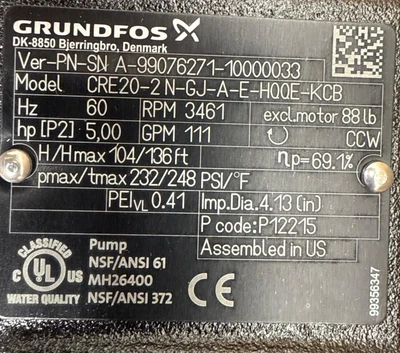 GRUNDFOS
DK-8850 Bjerringbro, Denmark
Ver-PN-SN A-99076271-10000033
Model CRE20-2 N-GJ-A-E-HQQE-KCB
Hz 60 RPM 3461 excl.motor 88 lb
hp [P2] 5,00 GPM 111 CCW
H/Hmax 104/136 ft ηp=69.1%
pmax/tmax 232/248 PSI/°F
PEIVL 0.41 Imp.Dia. 4.13 (in)
P code: P12215
Assembled in US
CLASSIFIED
C UL US
WATER QUALITY
Pump
NSF/ANSI 61
MH26400
NSF/ANSI 372
CE
99356347